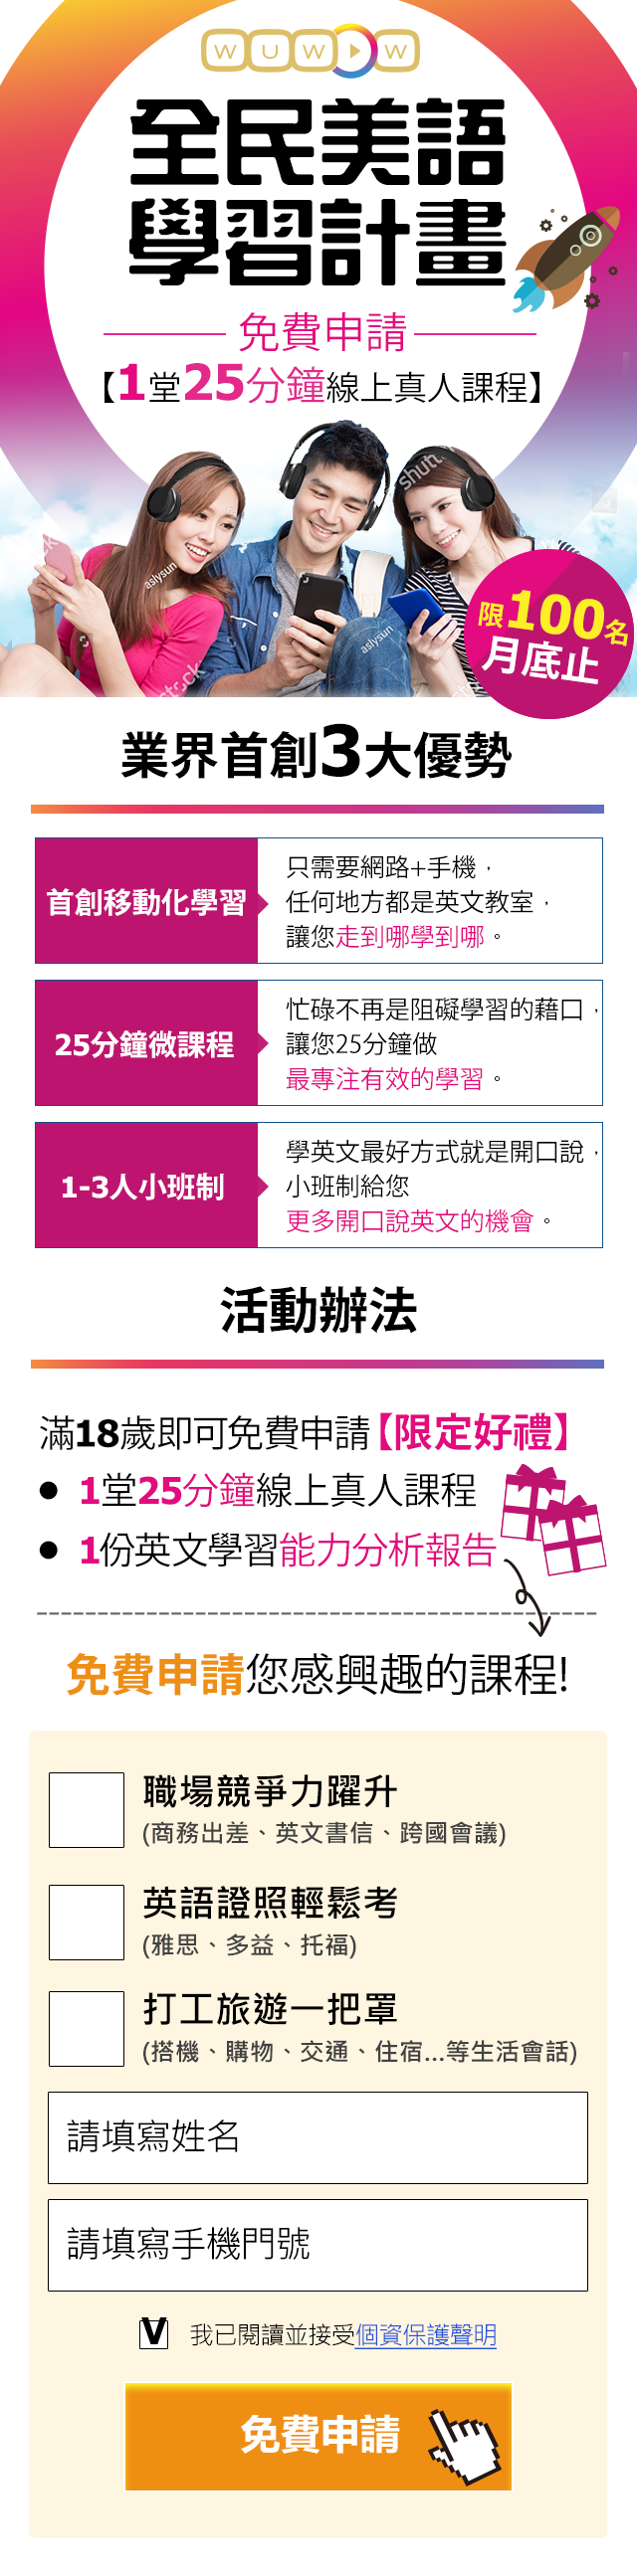 WUWOW
全民美語
學習計畫
免費申請
【1堂25分鐘線上真人課程】
shutt
aslysun
aslysun
限100名
月底止
業界首創3大優勢
首創移動化學習
只需要網路+手機，
任何地方都是英文教室，
讓您走到哪學到哪。
25分鐘微課程
忙碌不再是阻礙學習的藉口，
讓您25分鐘做
最專注有效的學習。
1-3人小班制
學英文最好方式就是開口說，
小班制給您
更多開口說英文的機會。
活動辦法
滿18歲即可免費申請【限定好禮】
● 1堂25分鐘線上真人課程
● 1份英文學習能力分析報告
免費申請您感興趣的課程!
職場競爭力躍升
(商務出差、英文書信、跨國會議)
英語證照輕鬆考
(雅思、多益、托福)
打工旅遊一把罩
(搭機、購物、交通、住宿...等生活會話)
請填寫姓名
請填寫手機門號
V 我已閱讀並接受個資保護聲明
免費申請